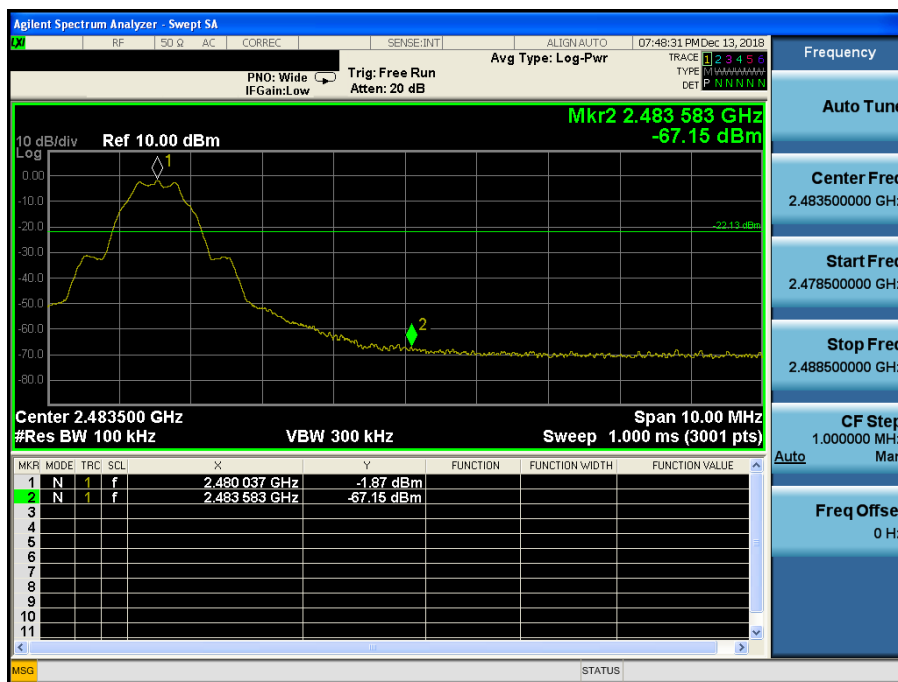 Agilent Spectrum Analyzer - Swept SA
LXI RF 50 Ω AC CORREC SENSE:INT ALIGNAUTO 07:48:31 PM Dec 13, 2018
Avg Type: Log-Pwr
TRACE 1 2 3 4 5 6
PNO: Wide Trig: Free Run
TYPE M
IFGain:Low Atten: 20 dB
DET P N N N N N
Mkr2 2.483 583 GHz
-67.15 dBm
10 dB/div Ref 10.00 dBm
Log
1
0.00
-10.0
-20.0
-22.13 dBm
-30.0
-40.0
-50.0
-60.0
2
-70.0
-80.0
Center 2.483500 GHz Span 10.00 MHz
#Res BW 100 kHz VBW 300 kHz Sweep 1.000 ms (3001 pts)
MKR MODE TRC SCL X Y FUNCTION FUNCTION WIDTH FUNCTION VALUE
1 N 1 f 2.480 037 GHz -1.87 dBm
2 N 1 f 2.483 583 GHz -67.15 dBm
3
4
5
6
7
8
9
10
11
MSG STATUS
Frequency
Auto Tune
Center Freq
2.483500000 GHz
Start Freq
2.478500000 GHz
Stop Freq
2.488500000 GHz
CF Step
1.000000 MHz
Auto Man
Freq Offset
0 Hz